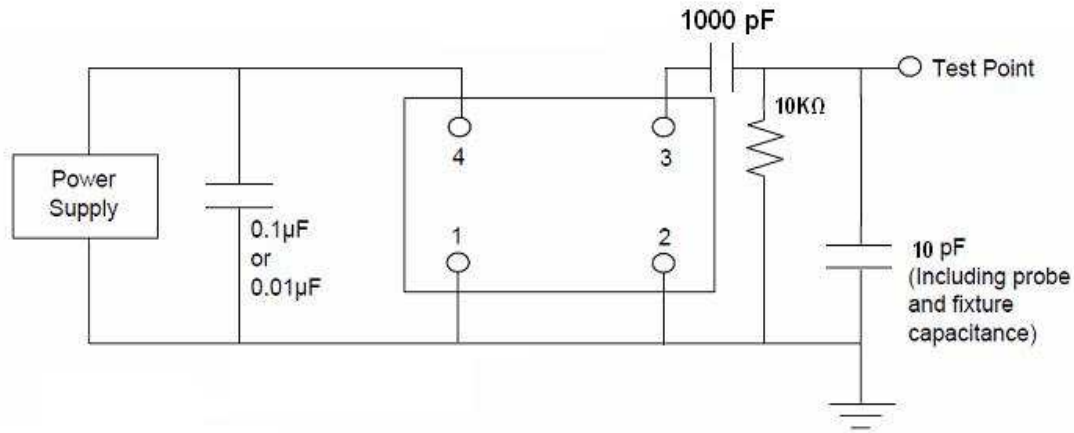 1000 pF
Test Point
10KΩ
4
3
Power
Supply
0.1µF
or
0.01µF
1
2
10 pF
(Including probe
and fixture
capacitance)